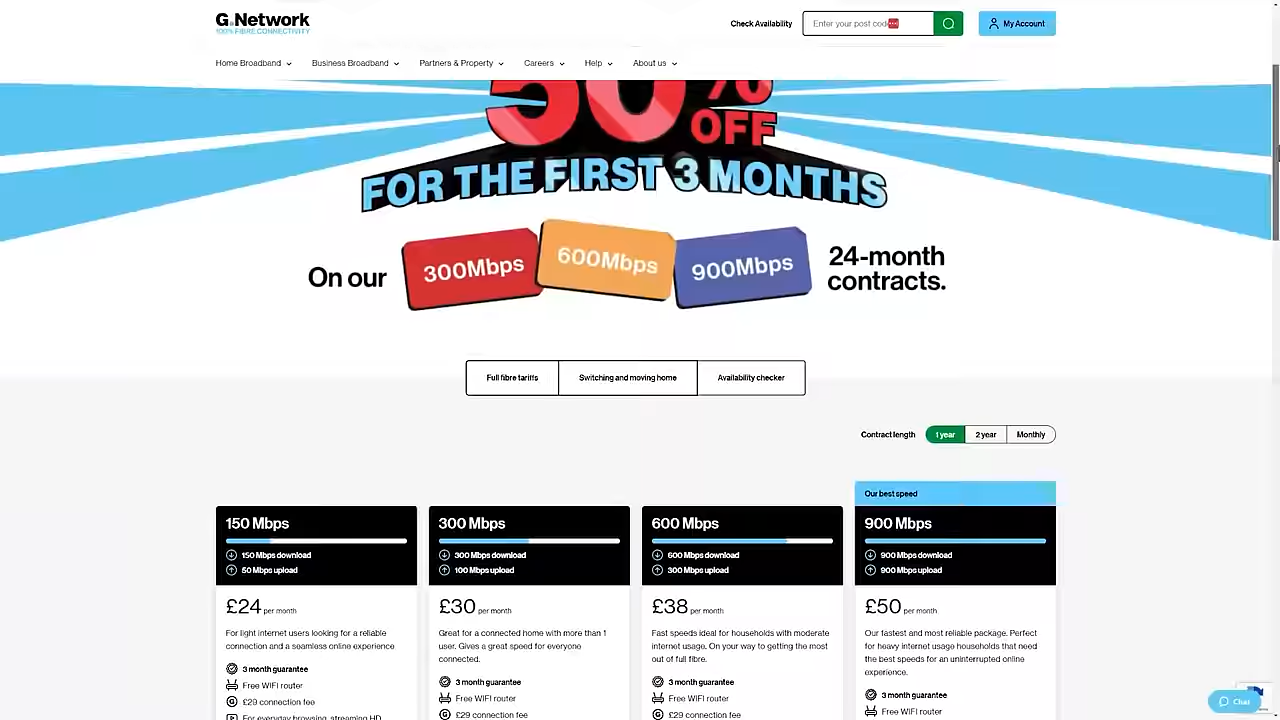 G.Network
100% FIBRE CONNECTIVITY
Check Availability
Enter your post code
My Account
Home Broadband
Business Broadband
Partners & Property
Careers
Help
About us
50% OFF
FOR THE FIRST 3 MONTHS
On our
300Mbps
600Mbps
900Mbps
24-month
contracts.
Full fibre tariffs
Switching and moving home
Availability checker
Contract length
1 year
2 year
Monthly
Our best speed
150 Mbps
150 Mbps download
50 Mbps upload
£24 per month
For light internet users looking for a reliable
connection and a seamless online experience
3 month guarantee
Free WIFI router
£29 connection fee
For everyday browsing, streaming HD
300 Mbps
300 Mbps download
100 Mbps upload
£30 per month
Great for a connected home with more than 1
user. Gives a great speed for everyone
connected.
3 month guarantee
Free WIFI router
£29 connection fee
600 Mbps
600 Mbps download
300 Mbps upload
£38 per month
Fast speeds ideal for households with moderate
internet usage. On your way to getting the most
out of full fibre.
3 month guarantee
Free WIFI router
£29 connection fee
900 Mbps
900 Mbps download
900 Mbps upload
£50 per month
Our fastest and most reliable package. Perfect
for heavy internet usage households that need
the best speeds for an uninterrupted online
experience.
3 month guarantee
Free WIFI router
Chat